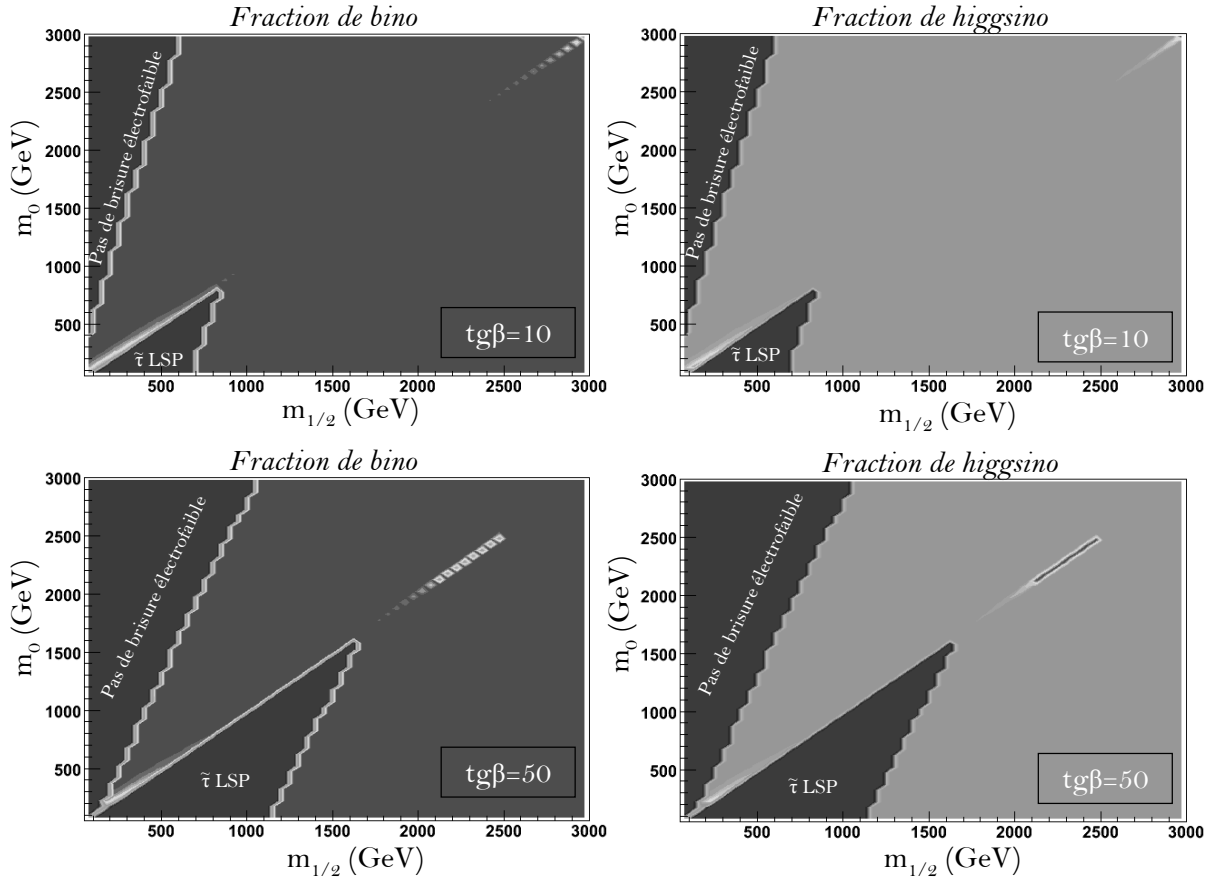 Fraction de bino
3000
2500
2000
1500
1000
500
m₀ (GeV)
Pas de brisure électrofaible
τ̃ LSP
tgβ=10
500 1000 1500 2000 2500 3000
m₁/₂ (GeV)
Fraction de higgsino
3000
2500
2000
1500
1000
500
m₀ (GeV)
Pas de brisure électrofaible
τ̃ LSP
tgβ=10
500 1000 1500 2000 2500 3000
m₁/₂ (GeV)
Fraction de bino
3000
2500
2000
1500
1000
500
m₀ (GeV)
Pas de brisure électrofaible
τ̃ LSP
tgβ=50
500 1000 1500 2000 2500 3000
m₁/₂ (GeV)
Fraction de higgsino
3000
2500
2000
1500
1000
500
m₀ (GeV)
Pas de brisure électrofaible
τ̃ LSP
tgβ=50
500 1000 1500 2000 2500 3000
m₁/₂ (GeV)